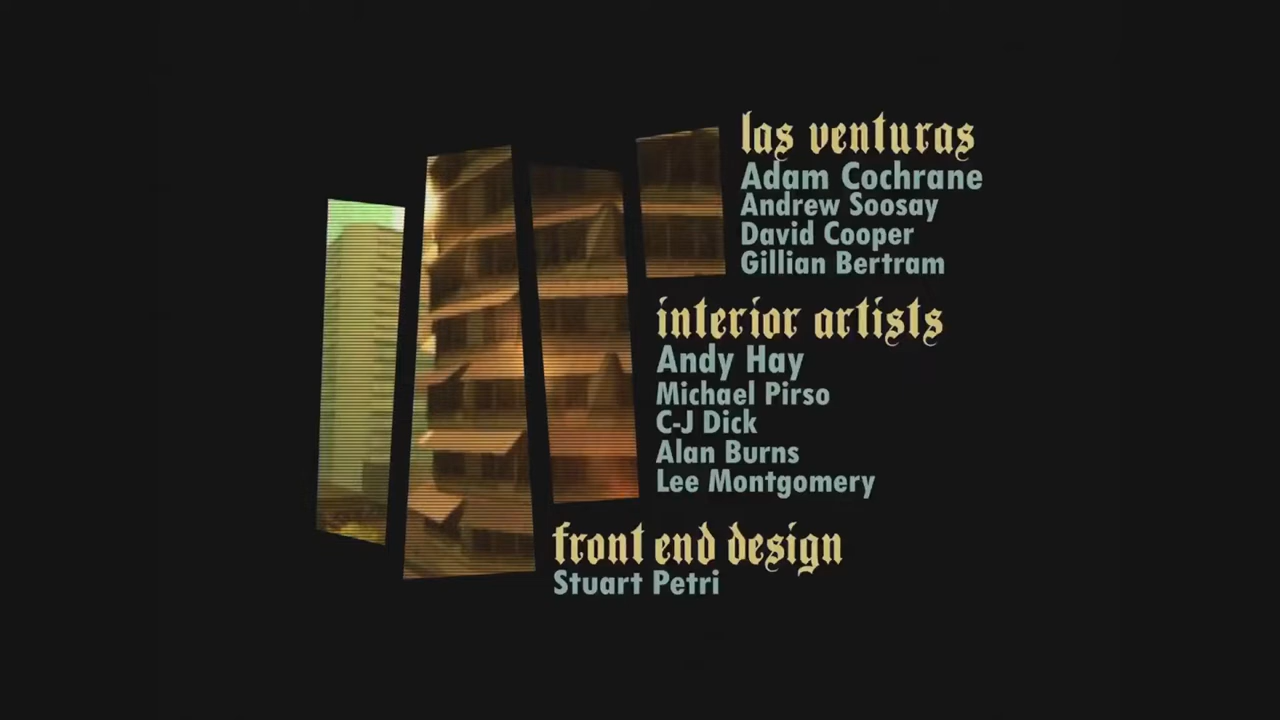 las venturas
Adam Cochrane
Andrew Soosay
David Cooper
Gillian Bertram
interior artists
Andy Hay
Michael Pirso
C-J Dick
Alan Burns
Lee Montgomery
front end design
Stuart Petri